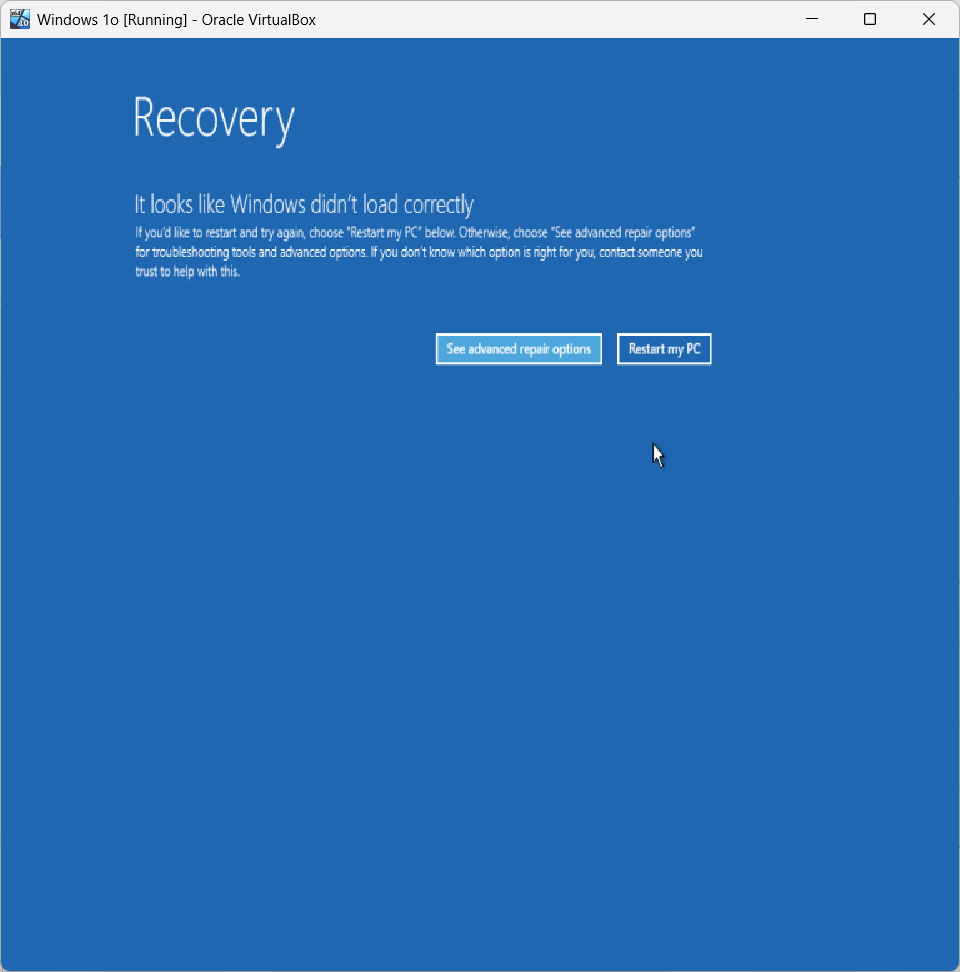 Windows 1o [Running] - Oracle VirtualBox
Recovery
It looks like Windows didn't load correctly
If you'd like to restart and try again, choose "Restart my PC" below. Otherwise, choose "See advanced repair options"
for troubleshooting tools and advanced options. If you don't know which option is right for you, contact someone you
trust to help with this.
See advanced repair options
Restart my PC